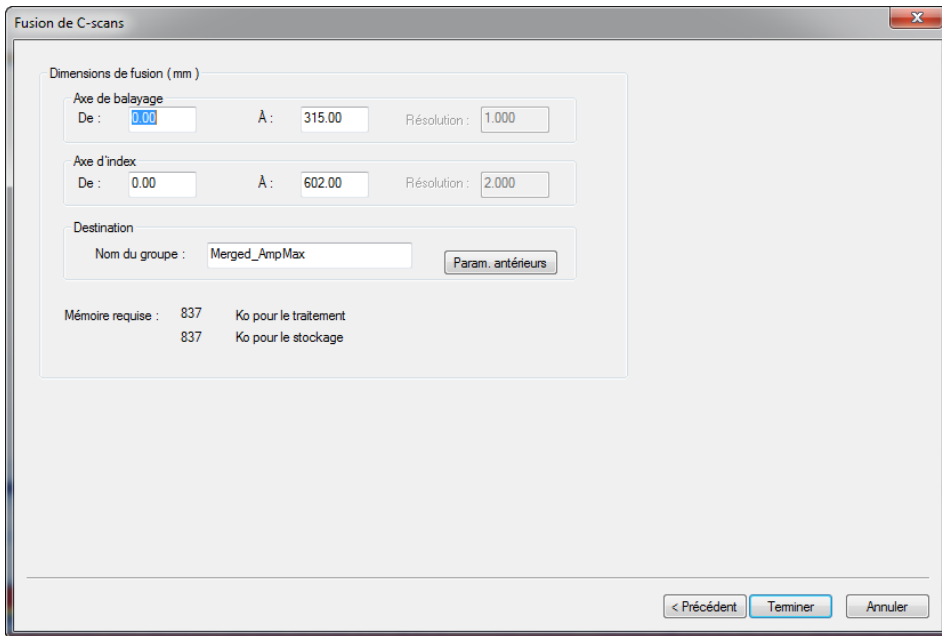 Fusion de C-scans
Dimensions de fusion ( mm )
Axe de balayage
De : 0.00 À : 315.00 Résolution : 1.000
Axe d'index
De : 0.00 À : 602.00 Résolution : 2.000
Destination
Nom du groupe : Merged_AmpMax Param. antérieurs
Mémoire requise : 837 Ko pour le traitement
837 Ko pour le stockage
< Précédent Terminer Annuler